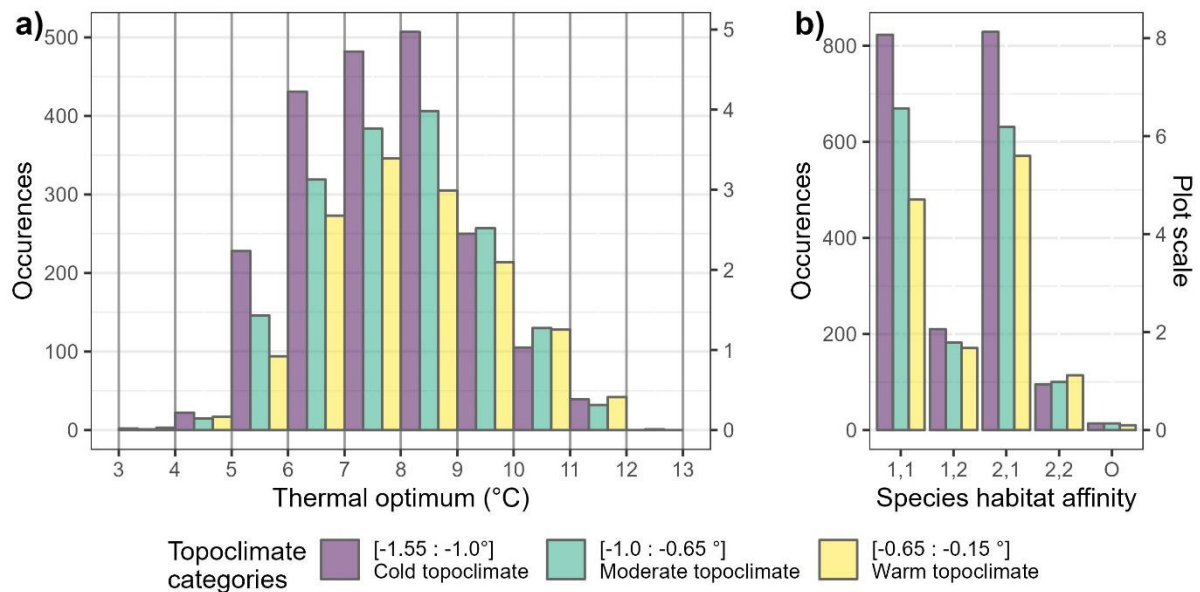 a)
500
400
300
200
100
0
Occurences
5
4
3
2
1
0
3 4 5 6 7 8 9 10 11 12 13
Thermal optimum (°C)
b)
800
600
400
200
0
Occurences
8
6
4
2
0
Plot scale
1,1 1,2 2,1 2,2 O
Species habitat affinity
Topoclimate
categories
[-1.55 : -1.0°]
Cold topoclimate
[-1.0 : -0.65 °]
Moderate topoclimate
[-0.65 : -0.15 °]
Warm topoclimate